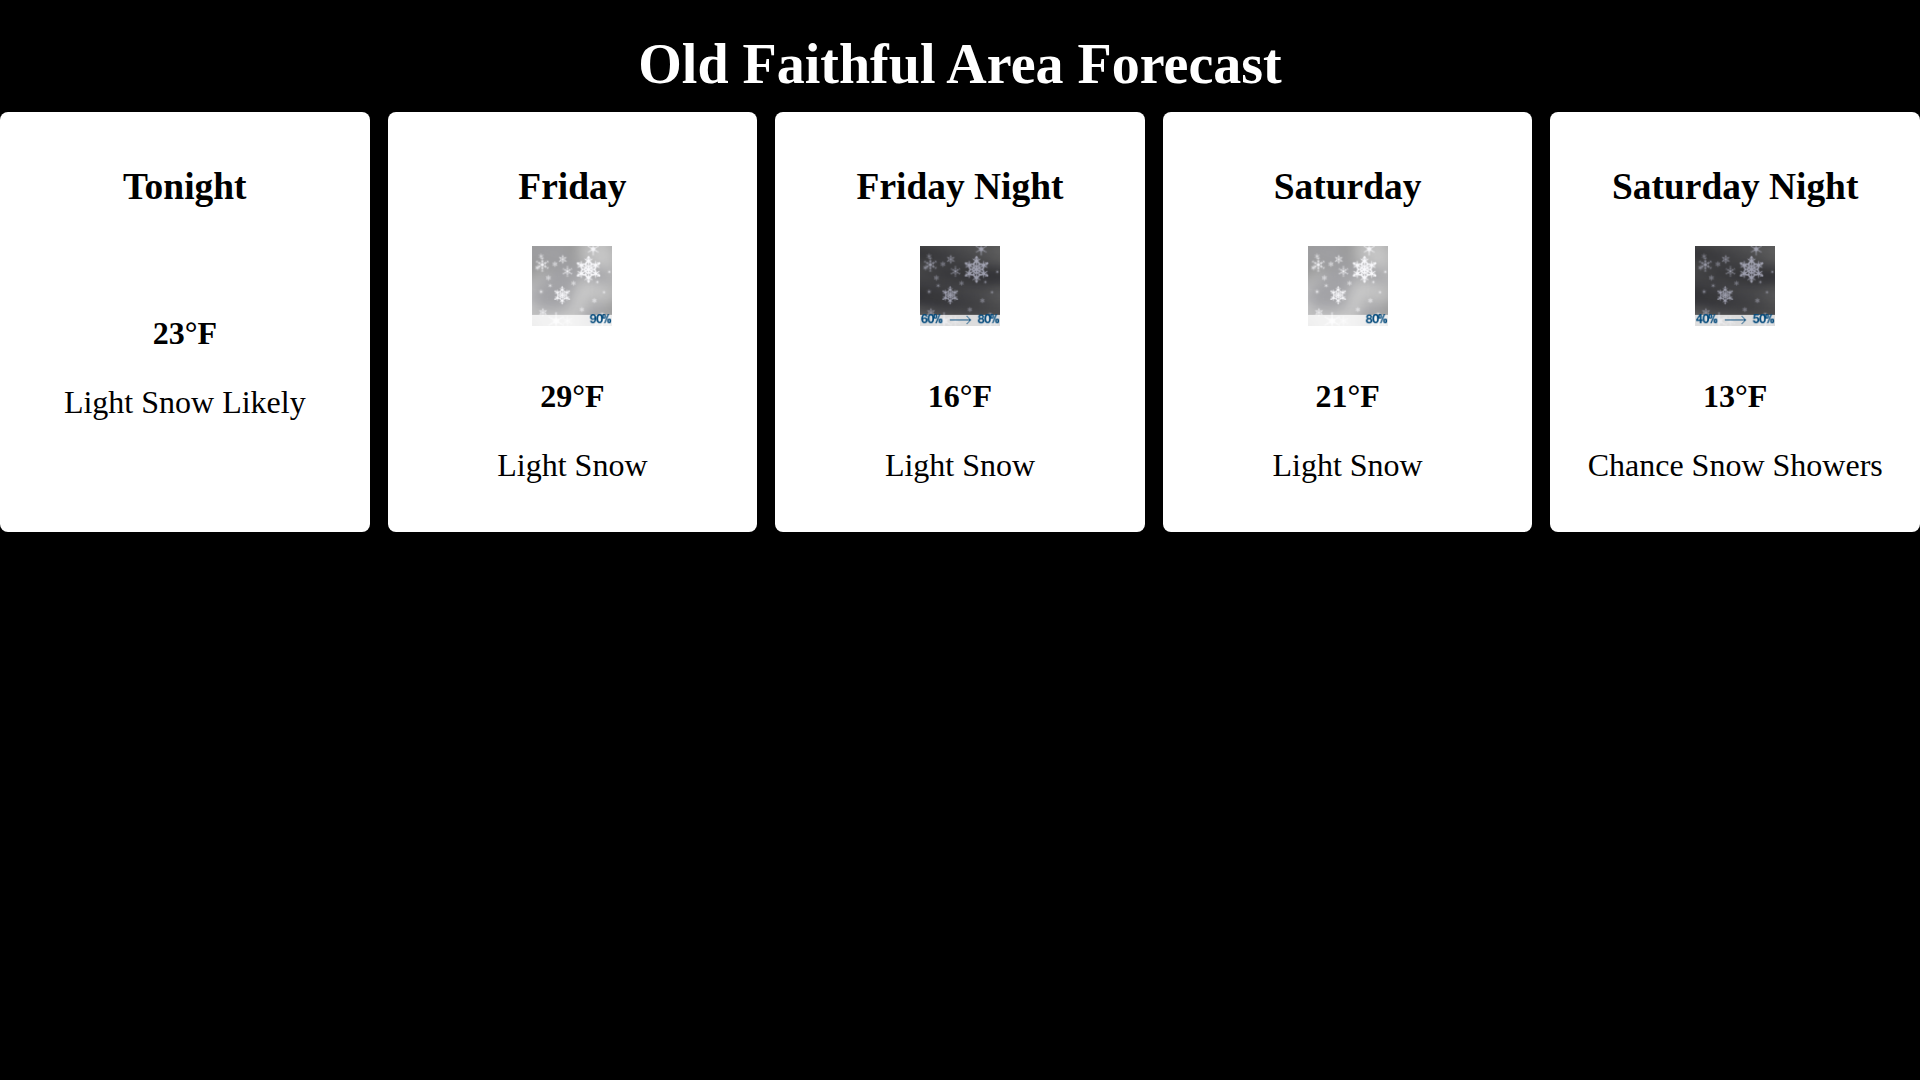 Old Faithful Area Forecast
Tonight
23°F
Light Snow Likely
Friday
90%
29°F
Light Snow
Friday Night
60% → 80%
16°F
Light Snow
Saturday
80%
21°F
Light Snow
Saturday Night
40% → 50%
13°F
Chance Snow Showers